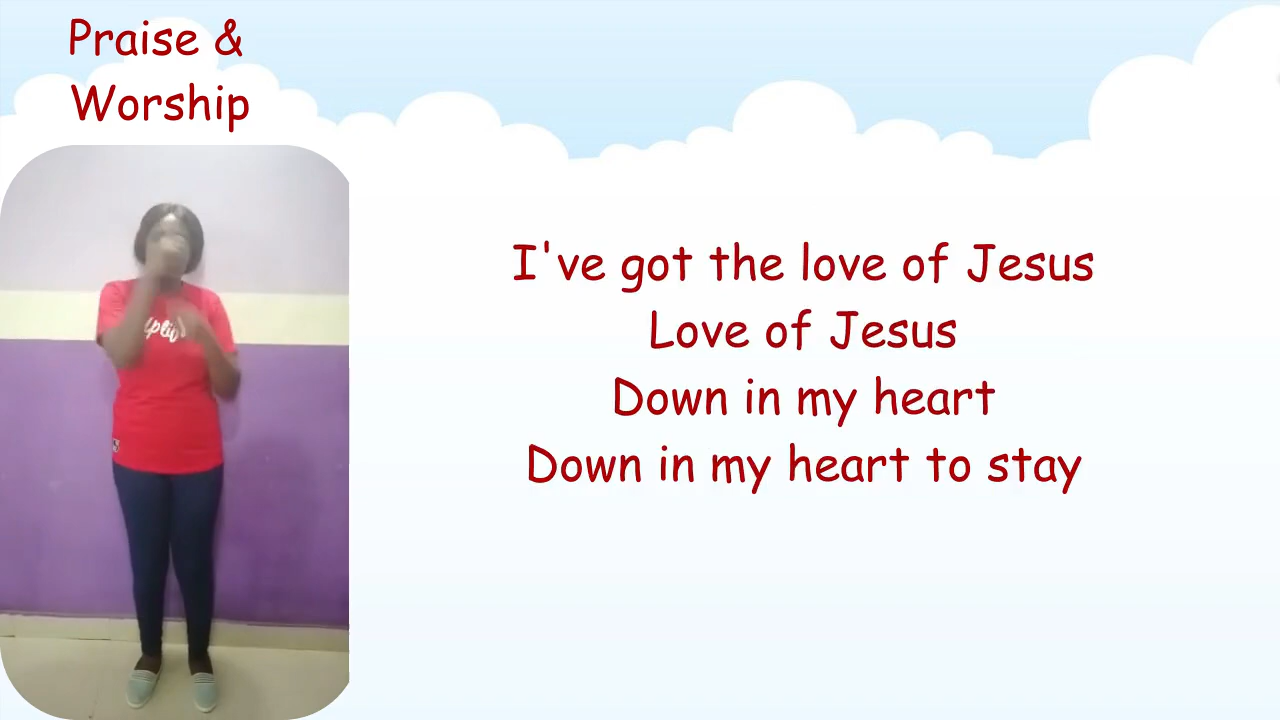 Praise &
Worship
I've got the love of Jesus
Love of Jesus
Down in my heart
Down in my heart to stay